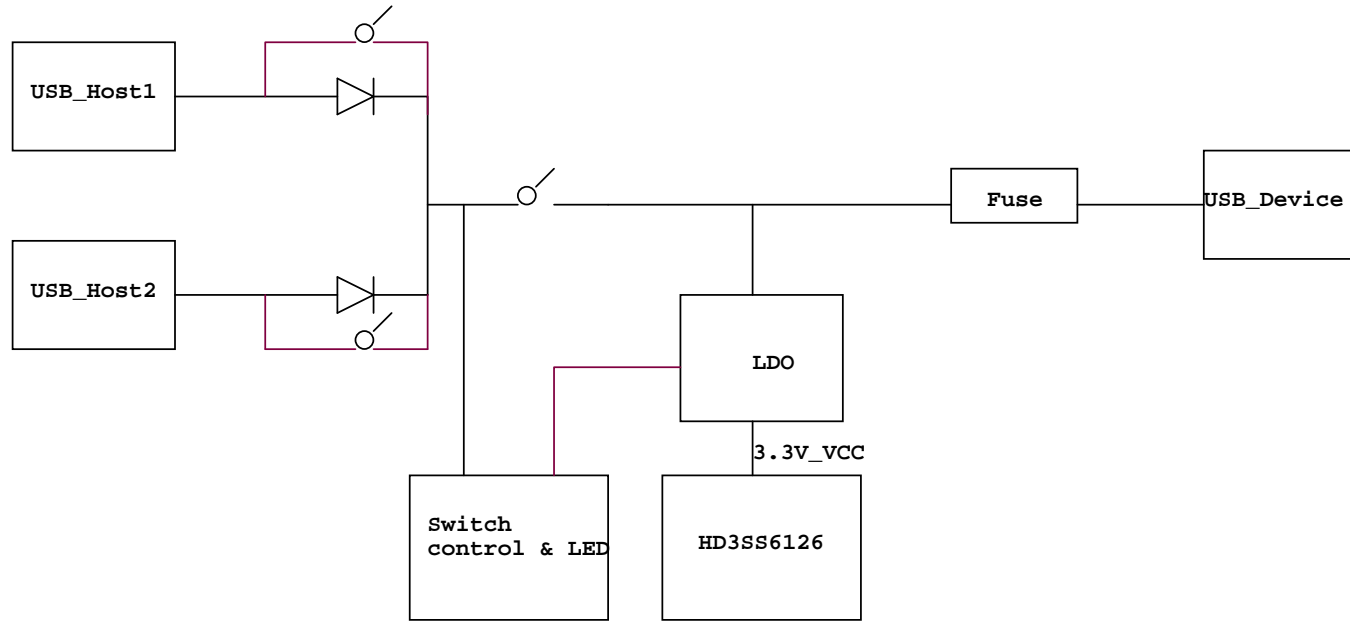 USB_Host1
Fuse
USB_Device
USB_Host2
LDO
3.3V_VCC
Switch
control & LED
HD3SS6126